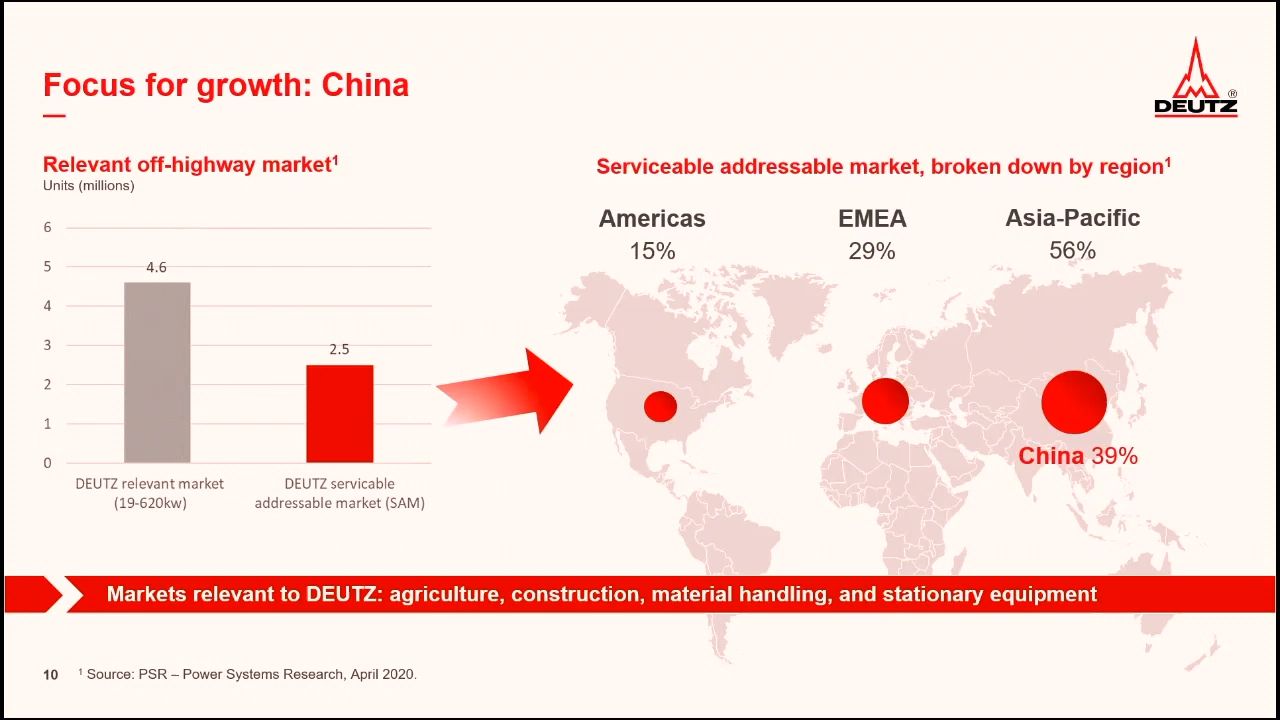 Focus for growth: China
DEUTZ®
Relevant off-highway market¹
Units (millions)
6
5
4
3
2
1
0
4.6
2.5
DEUTZ relevant market
(19-620kw)
DEUTZ servicable
addressable market (SAM)
Serviceable addressable market, broken down by region¹
Americas
15%
EMEA
29%
Asia-Pacific
56%
China 39%
Markets relevant to DEUTZ: agriculture, construction, material handling, and stationary equipment
10 ¹ Source: PSR – Power Systems Research, April 2020.